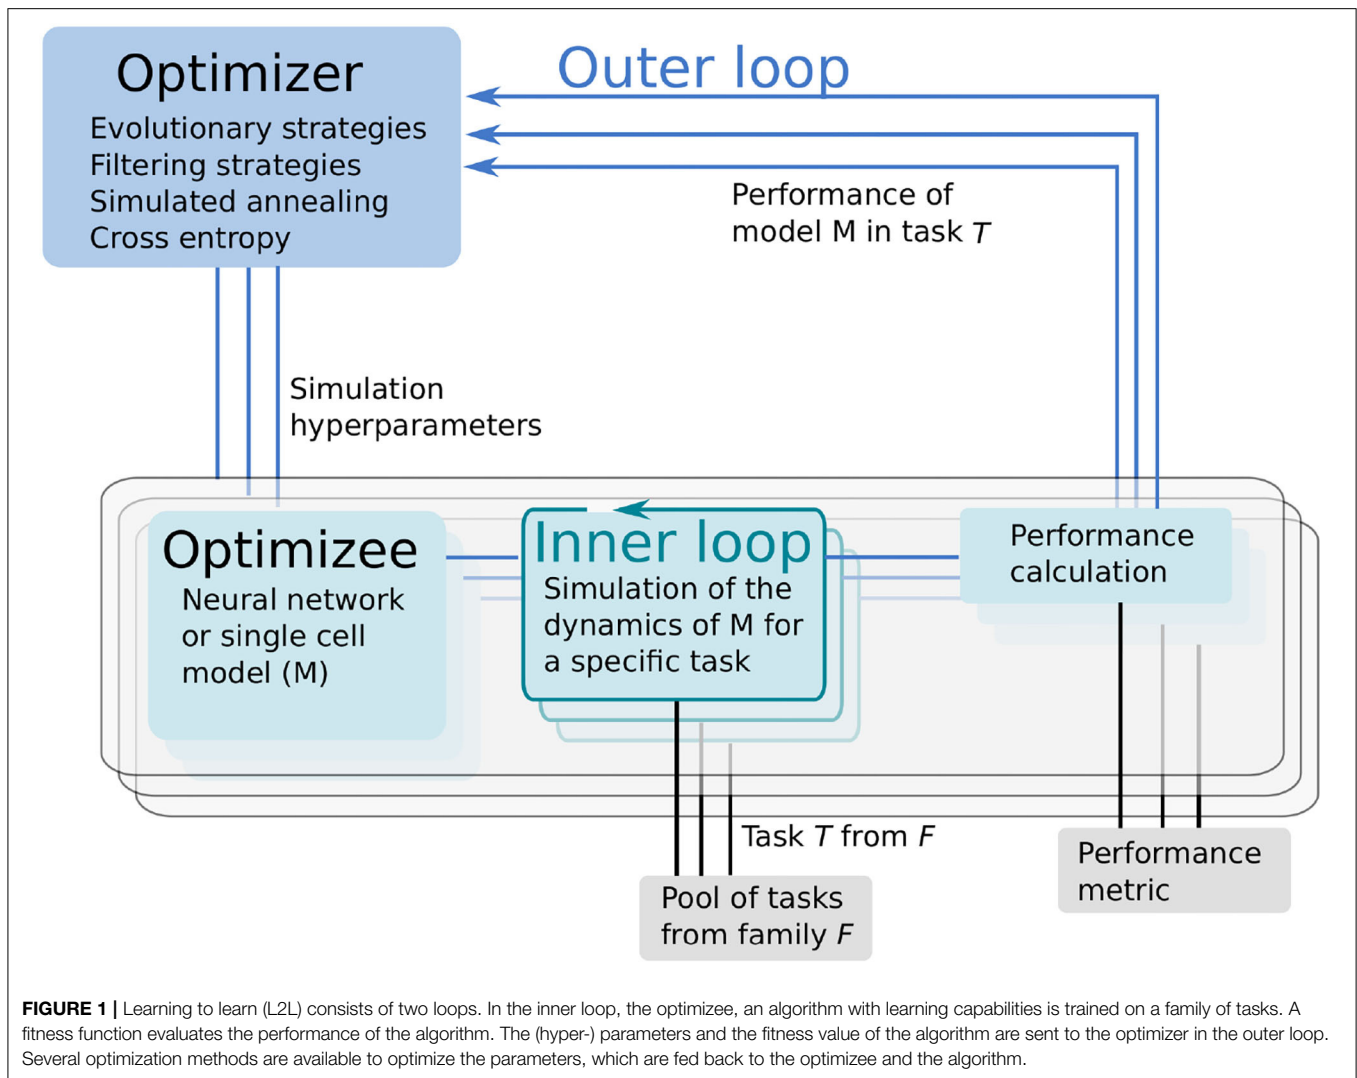 Optimizer
Evolutionary strategies
Filtering strategies
Simulated annealing
Cross entropy
Outer loop
Performance of
model M in task T
Simulation
hyperparameters
Optimizee
Neural network
or single cell
model (M)
Inner loop
Simulation of the
dynamics of M for
a specific task
Performance
calculation
Task T from F
Pool of tasks
from family F
Performance
metric
FIGURE 1 | Learning to learn (L2L) consists of two loops. In the inner loop, the optimizee, an algorithm with learning capabilities is trained on a family of tasks. A
fitness function evaluates the performance of the algorithm. The (hyper-) parameters and the fitness value of the algorithm are sent to the optimizer in the outer loop.
Several optimization methods are available to optimize the parameters, which are fed back to the optimizee and the algorithm.